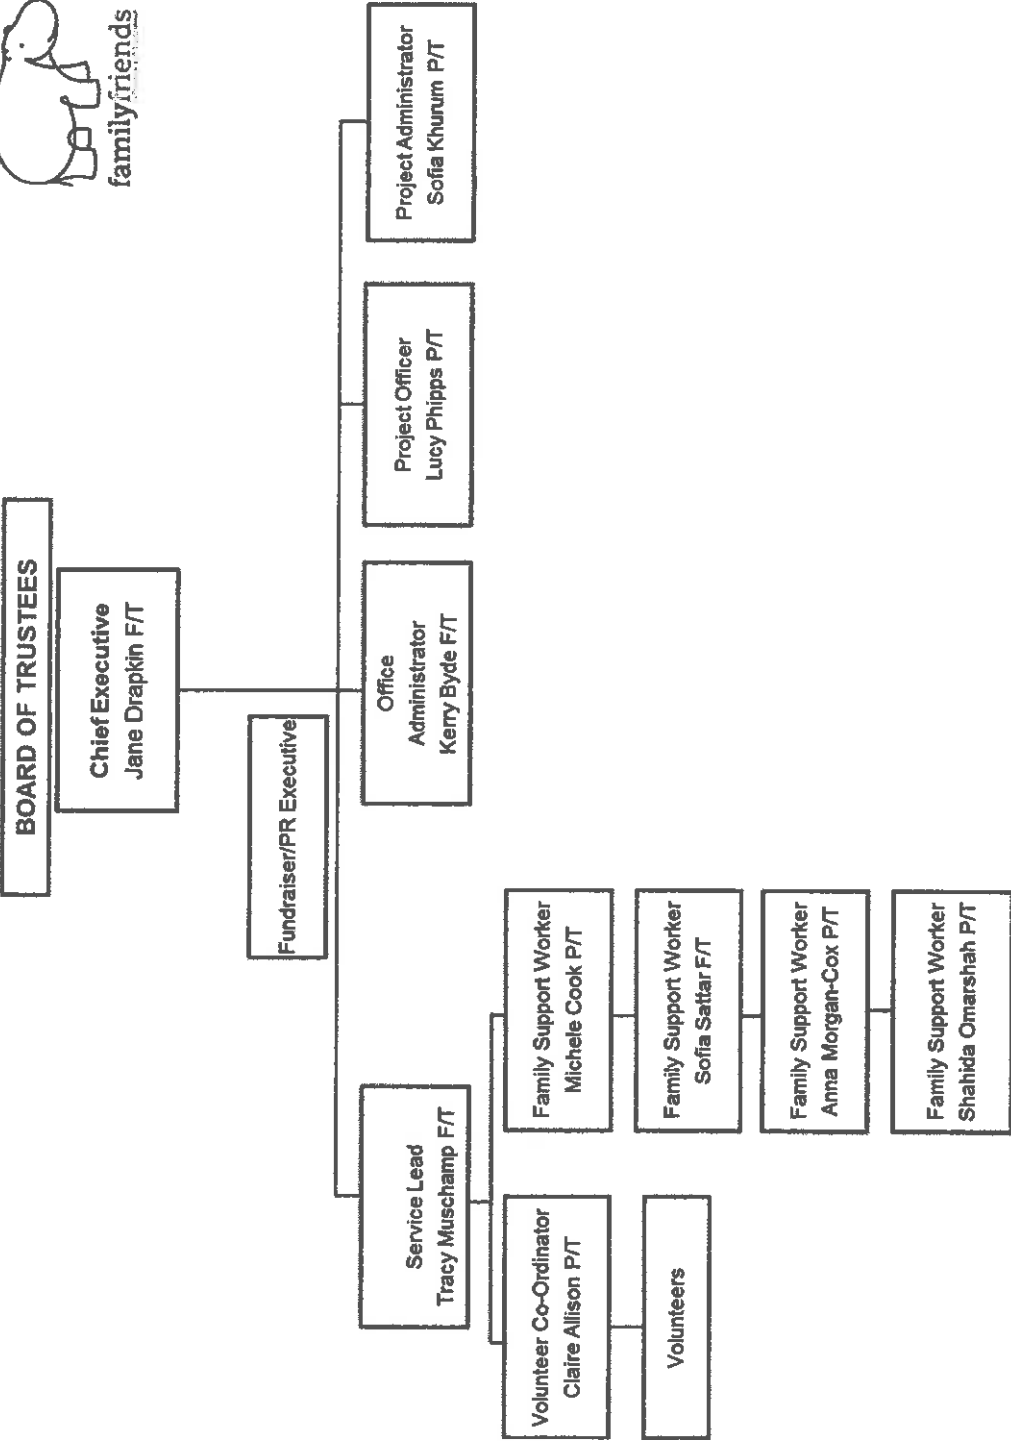 familyfriends
BOARD OF TRUSTEES
Chief Executive
Jane Drapkin F/T
Fundraiser/PR Executive
Service Lead
Tracy Muschamp F/T
Office
Administrator
Kerry Byde F/T
Project Officer
Lucy Phipps P/T
Project Administrator
Sofia Khurum P/T
Volunteer Co-Ordinator
Claire Allison P/T
Volunteers
Family Support Worker
Michele Cook P/T
Family Support Worker
Sofia Sattar F/T
Family Support Worker
Anna Morgan-Cox P/T
Family Support Worker
Shahida Omarshah P/T